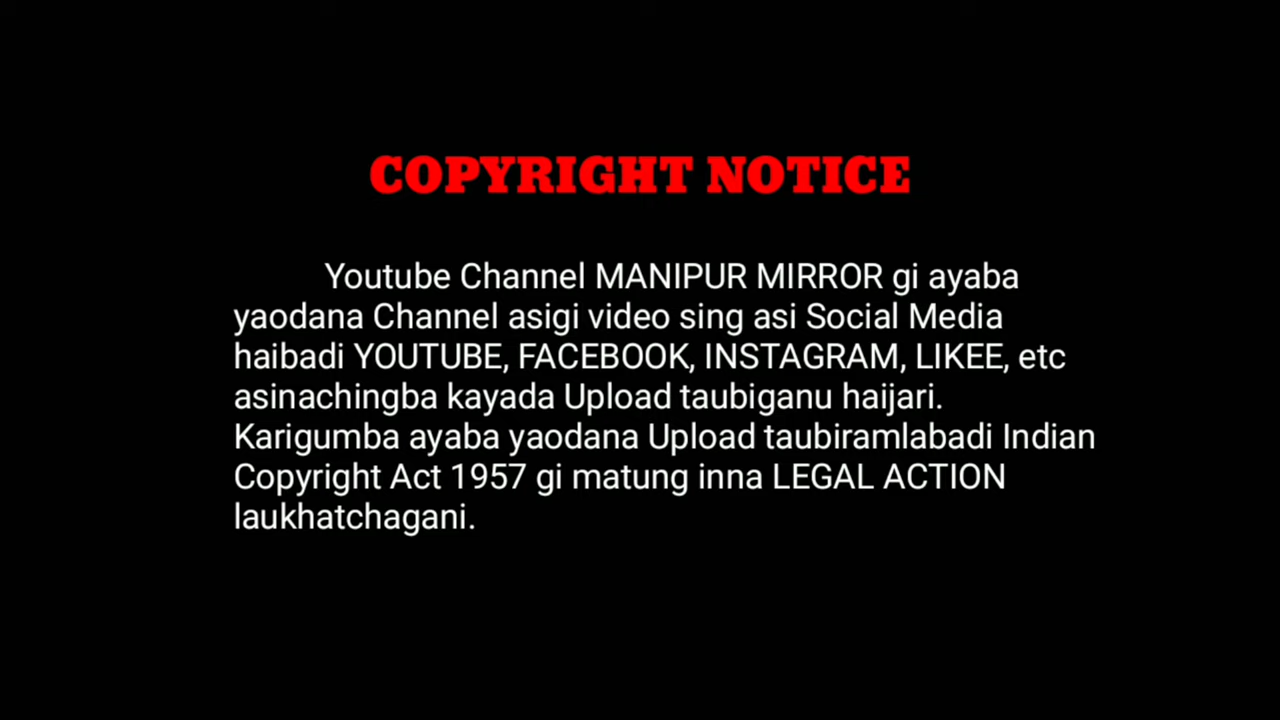 COPYRIGHT NOTICE
Youtube Channel MANIPUR MIRROR gi ayaba
yaodana Channel asigi video sing asi Social Media
haibadi YOUTUBE, FACEBOOK, INSTAGRAM, LIKEE, etc
asinachingba kayada Upload taubiganu haijari.
Karigumba ayaba yaodana Upload taubiramlabadi Indian
Copyright Act 1957 gi matung inna LEGAL ACTION
laukhatchagani.